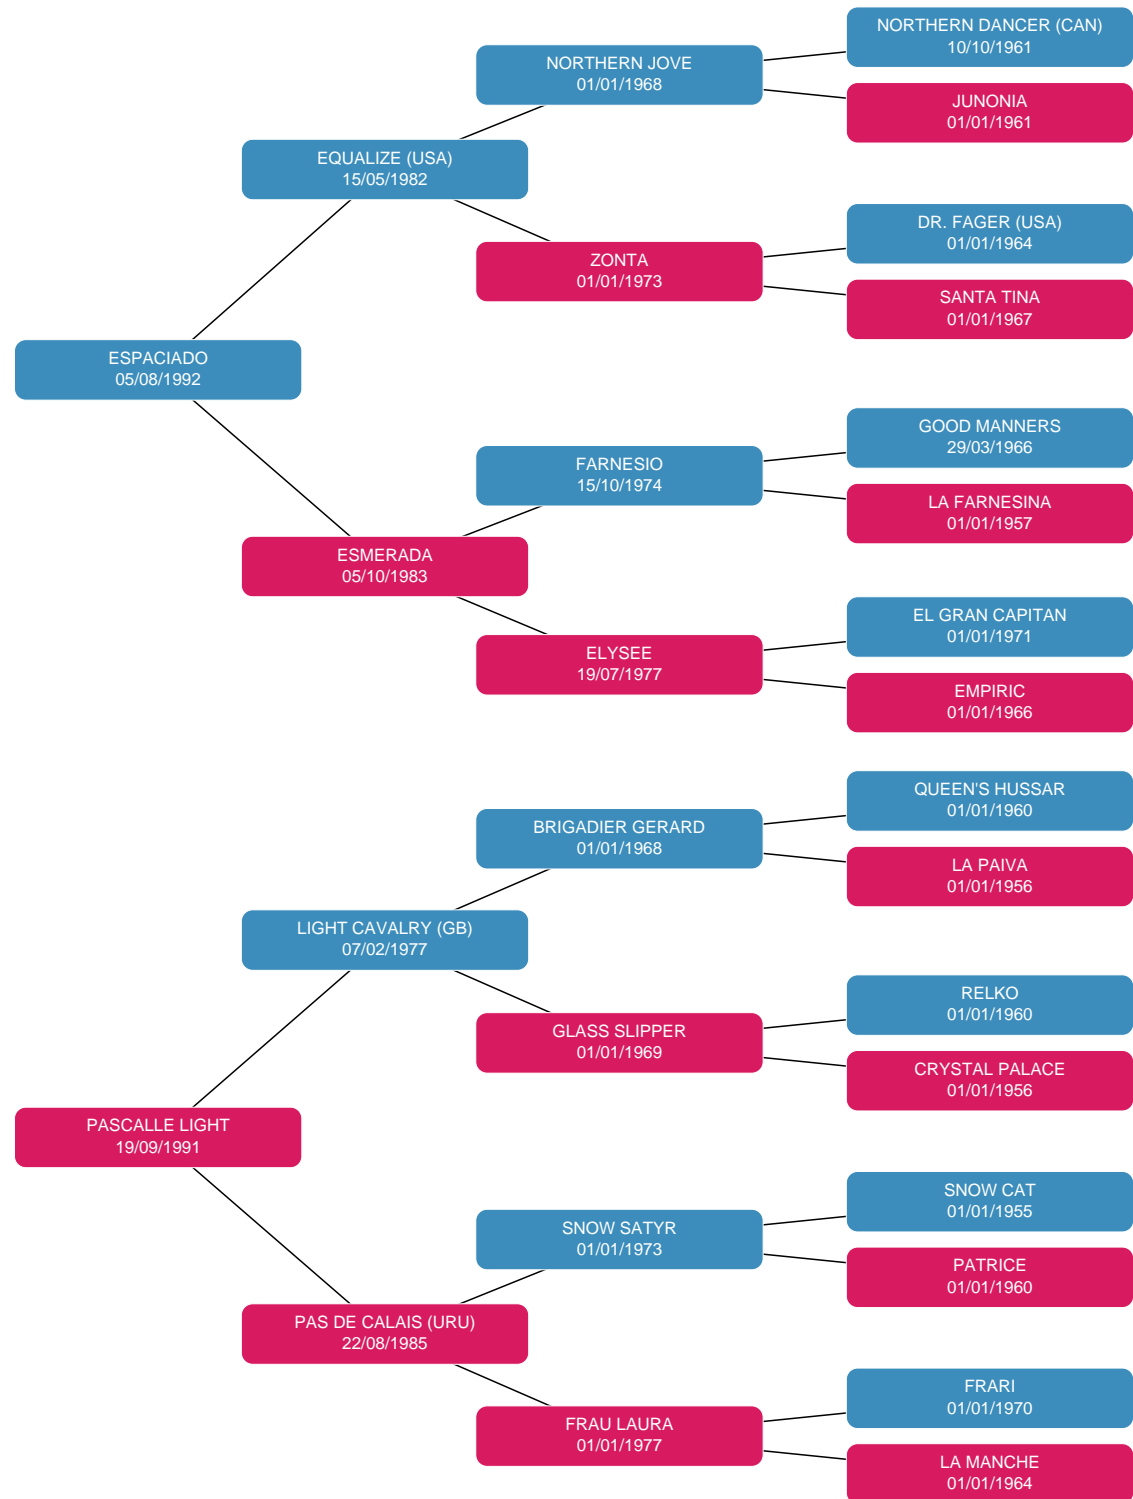 NORTHERN DANCER (CAN)
10/10/1961
NORTHERN JOVE
01/01/1968
JUNONIA
01/01/1961
EQUALIZE (USA)
15/05/1982
DR. FAGER (USA)
01/01/1964
ZONTA
01/01/1973
SANTA TINA
01/01/1967
ESPACIADO
05/08/1992
GOOD MANNERS
29/03/1966
FARNESIO
15/10/1974
LA FARNESINA
01/01/1957
ESMERADA
05/10/1983
EL GRAN CAPITAN
01/01/1971
ELYSEE
19/07/1977
EMPIRIC
01/01/1966
QUEEN'S HUSSAR
01/01/1960
BRIGADIER GERARD
01/01/1968
LA PAIVA
01/01/1956
LIGHT CAVALRY (GB)
07/02/1977
RELKO
01/01/1960
GLASS SLIPPER
01/01/1969
CRYSTAL PALACE
01/01/1956
PASCALLE LIGHT
19/09/1991
SNOW CAT
01/01/1955
SNOW SATYR
01/01/1973
PATRICE
01/01/1960
PAS DE CALAIS (URU)
22/08/1985
FRARI
01/01/1970
FRAU LAURA
01/01/1977
LA MANCHE
01/01/1964